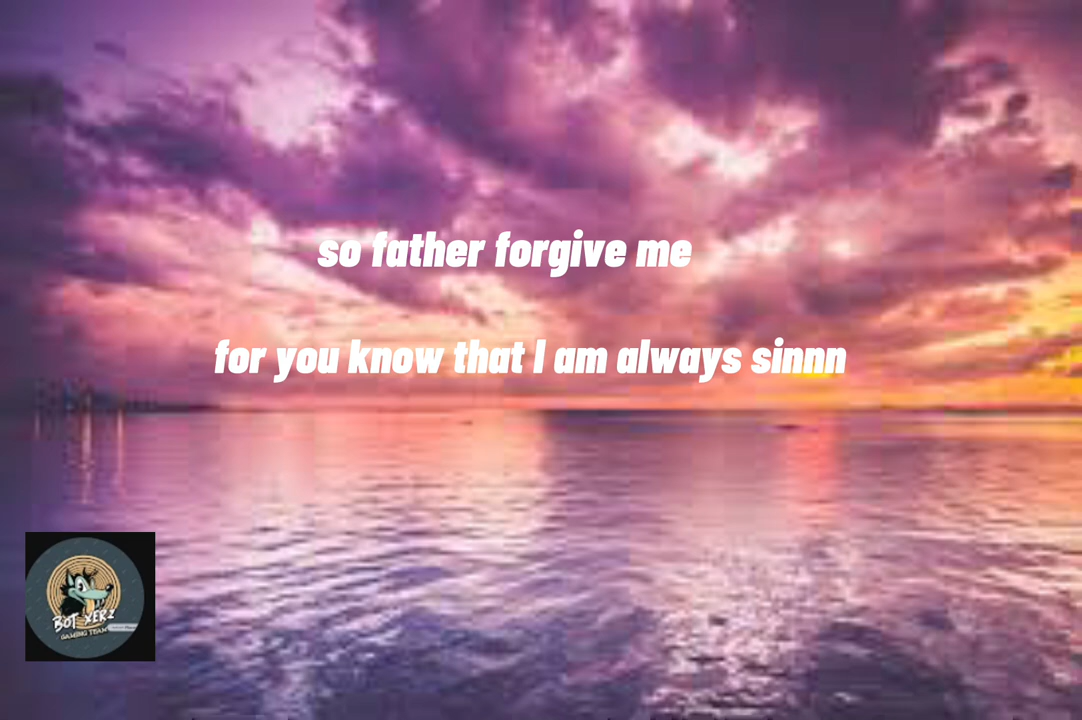 so father forgive me
for you know that I am always sinnn
BOT XERZ
GAMING TEAM